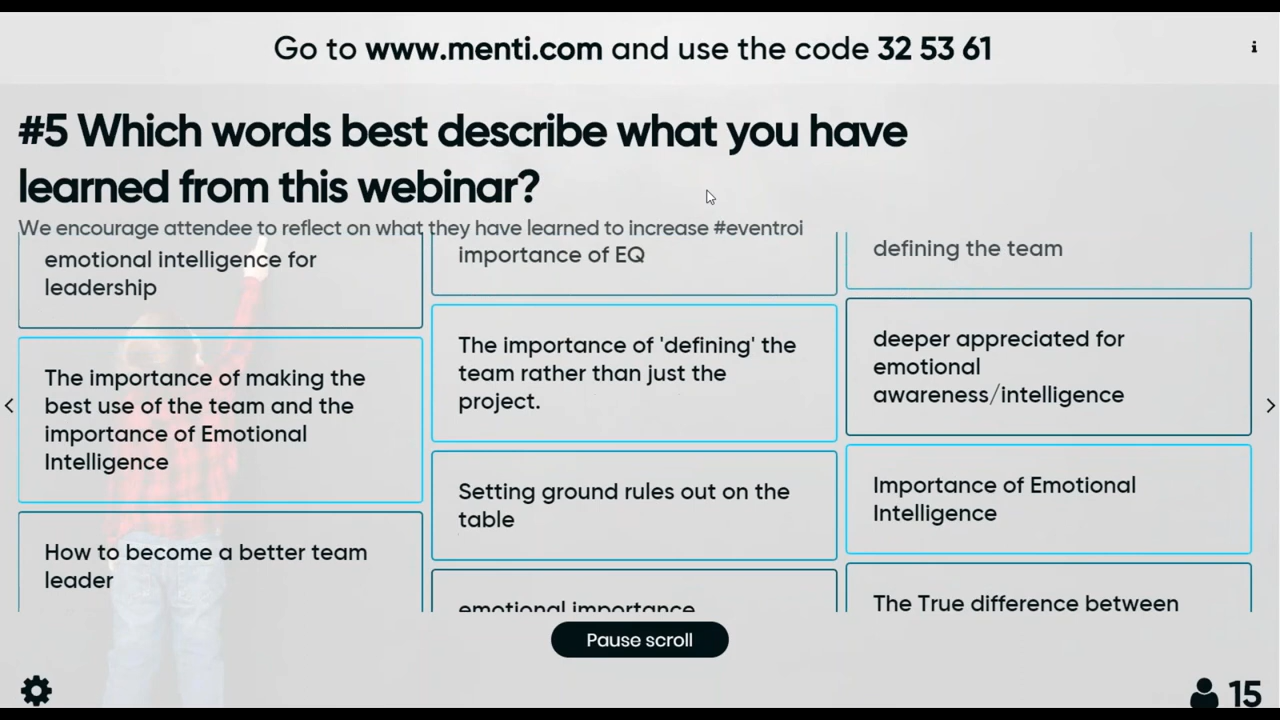 Go to www.menti.com and use the code 32 53 61
#5 Which words best describe what you have
learned from this webinar?
We encourage attendee to reflect on what they have learned to increase #eventroi
emotional intelligence for
leadership
The importance of making the
best use of the team and the
importance of Emotional
Intelligence
How to become a better team
leader
importance of EQ
The importance of 'defining' the
team rather than just the
project.
Setting ground rules out on the
table
emotional importance
defining the team
deeper appreciated for
emotional
awareness/intelligence
Importance of Emotional
Intelligence
The True difference between
Pause scroll
15